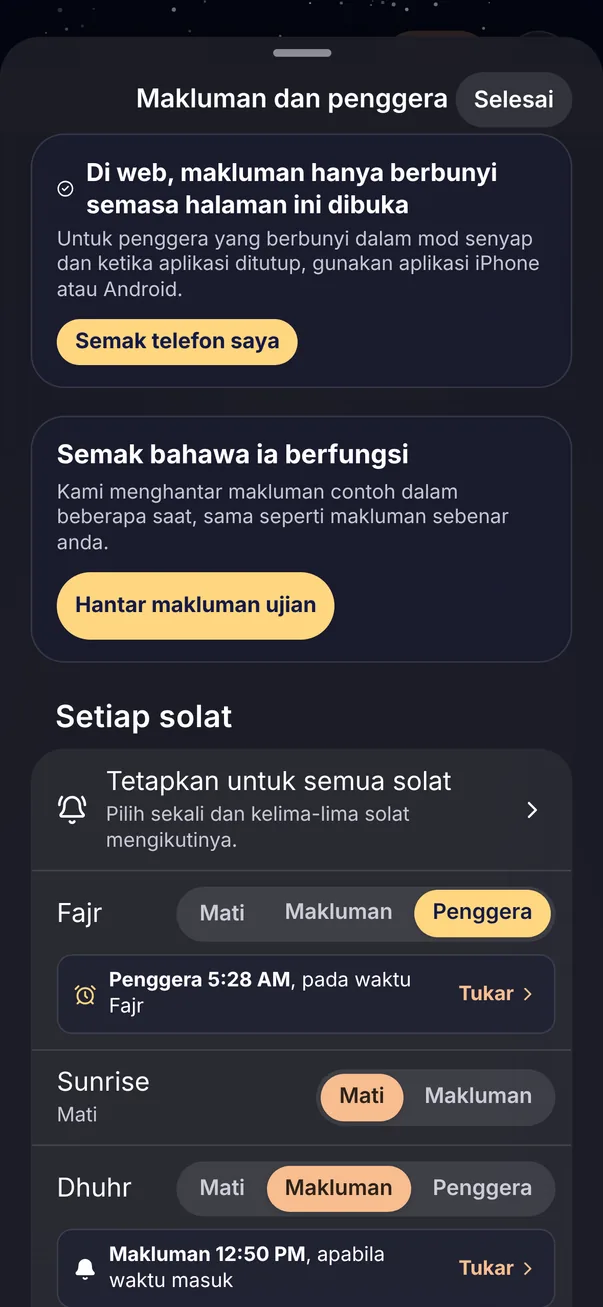 Makluman dan penggera
Selesai
Di web, makluman hanya berbunyi
semasa halaman ini dibuka
Untuk penggera yang berbunyi dalam mod senyap
dan ketika aplikasi ditutup, gunakan aplikasi iPhone
atau Android.
Semak telefon saya
Semak bahawa ia berfungsi
Kami menghantar makluman contoh dalam
beberapa saat, sama seperti makluman sebenar
anda.
Hantar makluman ujian
Setiap solat
Tetapkan untuk semua solat
Pilih sekali dan kelima-lima solat
mengikutinya.
Fajr
Mati
Makluman
Penggera
Penggera 5:28 AM, pada waktu
Fajr
Tukar
Sunrise
Mati
Mati
Makluman
Dhuhr
Mati
Makluman
Penggera
Makluman 12:50 PM, apabila
waktu masuk
Tukar